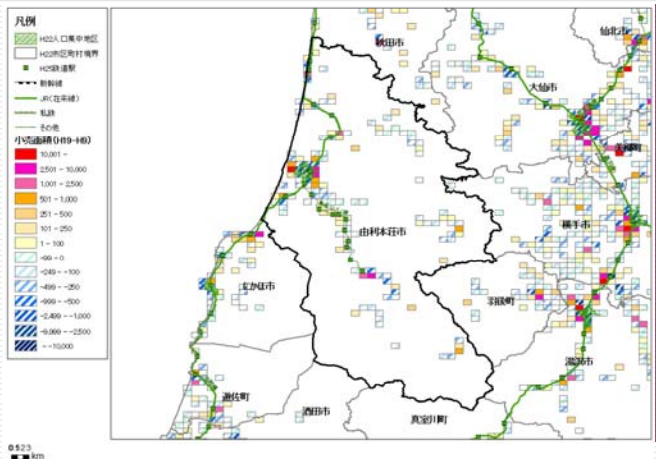 凡例
H22人口集中地区
H22市区町村境界
H25鉄道駅
新幹線
JR(在来線)
私鉄
その他
小売面積(H19-H9)
10,001 -
2,501 - 10,000
1,001 - 2,500
501 - 1,000
251 - 500
101 - 250
1 - 100
-99 - 0
-249 - -100
-499 - -250
-999 - -500
-2,499 - -1,000
-9,999 - -2,500
- -10,000
秋田市
仙北市
大仙市
美郷町
横手市
由利本荘市
にかほ市
羽後町
湯沢市
遊佐町
酒田市
真室川町
0 1 2 3
km